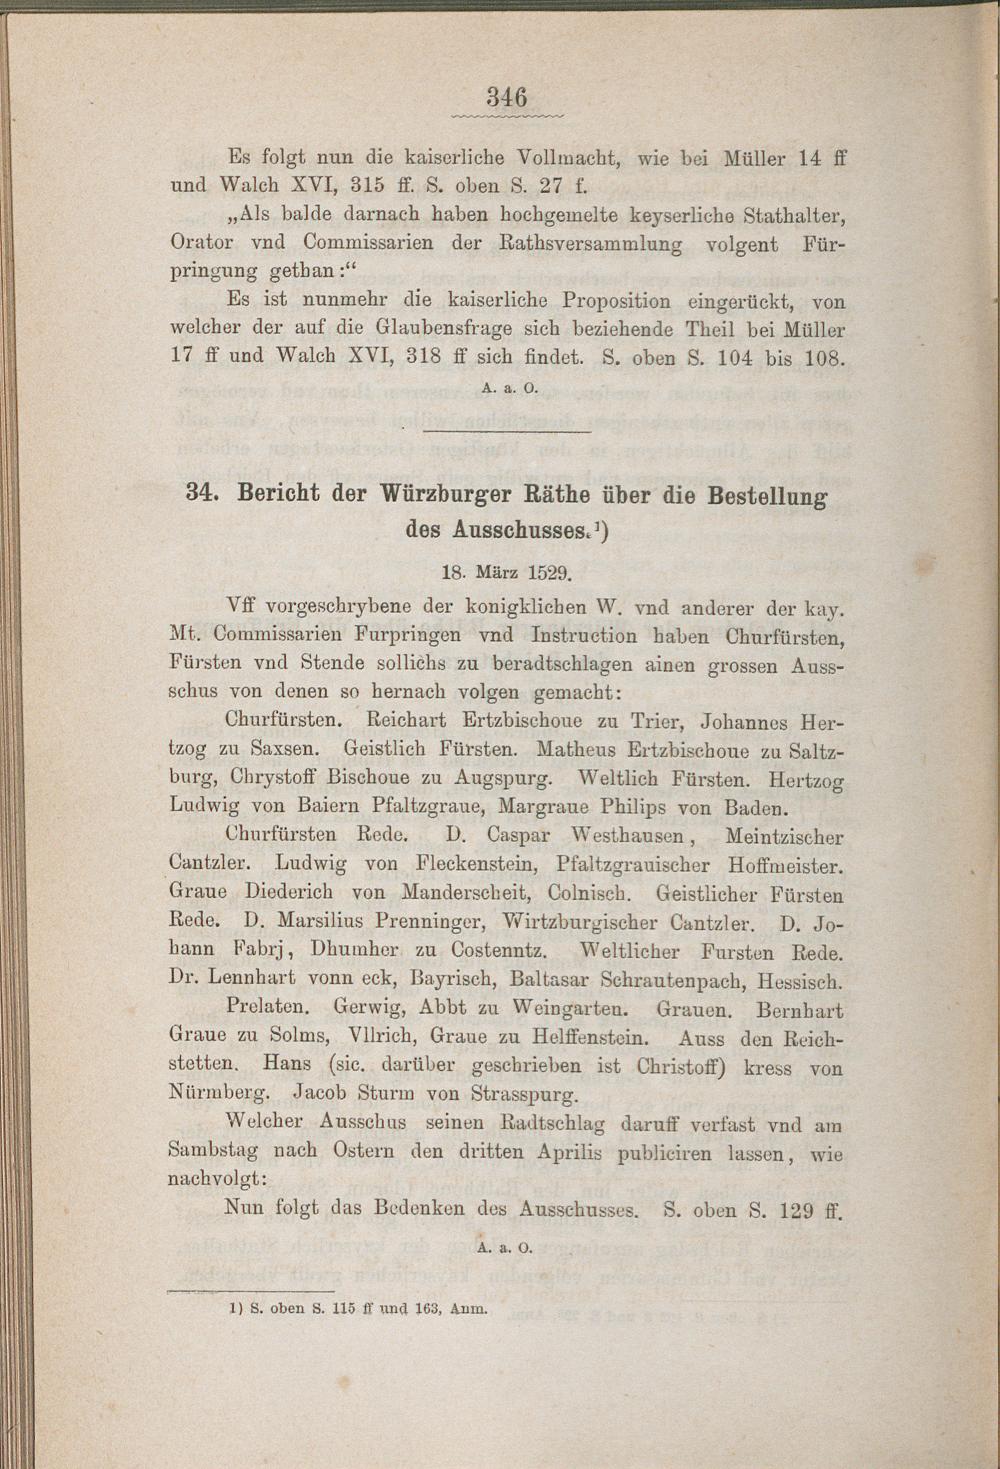 346
Es folgt nun die kaiserliche Vollmacht, wie bei Müller 14 ff
und Walch XVI, 315 ff. S. oben S. 27 f.
„Als balde darnach haben hochgemelte keyserliche Stathalter,
Orator vnd Commissarien der Rathsversammlung volgent Für-
pringung gethan:“
Es ist nunmehr die kaiserliche Proposition eingerückt, von
welcher der auf die Glaubensfrage sich beziehende Theil bei Müller
17 ff und Walch XVI, 318 ff sich findet. S. oben S. 104 bis 108.
A. a. O.
34. Bericht der Würzburger Räthe über die Bestellung
des Ausschusses.¹)
18. März 1529.
Vff vorgeschrybene der konigklichen W. vnd anderer der kay.
Mt. Commissarien Furpringen vnd Instruction haben Churfürsten,
Fürsten vnd Stende sollichs zu beradtschlagen ainen grossen Auss-
schus von denen so hernach volgen gemacht:
Churfürsten. Reichart Ertzbischoue zu Trier, Johannes Her-
tzog zu Saxsen. Geistlich Fürsten. Matheus Ertzbischoue zu Saltz-
burg, Chrystoff Bischoue zu Augspurg. Weltlich Fürsten. Hertzog
Ludwig von Baiern Pfaltzgraue, Margraue Philips von Baden.
Churfürsten Rede. D. Caspar Westhausen, Meintzischer
Cantzler. Ludwig von Fleckenstein, Pfaltzgrauischer Hoffmeister.
Graue Diederich von Manderscheit, Colnisch. Geistlicher Fürsten
Rede. D. Marsilius Prenninger, Wirtzburgischer Cantzler. D. Jo-
hann Fabrj, Dhumher zu Costenntz. Weltlicher Fursten Rede.
Dr. Lennhart vonn eck, Bayrisch, Baltasar Schrautenpach, Hessisch.
Prelaten. Gerwig, Abbt zu Weingarten. Grauen. Bernhart
Graue zu Solms, Vllrich, Graue zu Helffenstein. Auss den Reich-
stetten. Hans (sic. darüber geschrieben ist Christoff) kress von
Nürmberg. Jacob Sturm von Strasspurg.
Welcher Ausschus seinen Radtschlag daruff verfast vnd am
Sambstag nach Ostern den dritten Aprilis publiciren lassen, wie
nachvolgt:
Nun folgt das Bedenken des Ausschusses. S. oben S. 129 ff.
A. a. O.
1) S. oben S. 115 ff und 163, Anm.